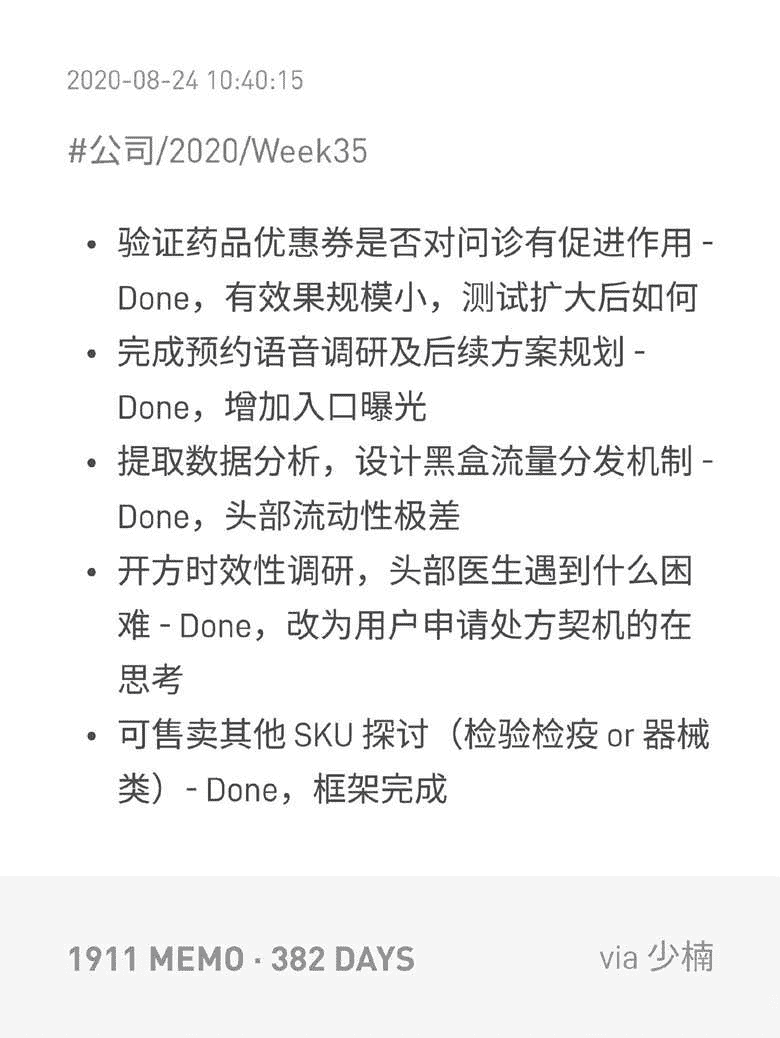 2020-08-24 10:40:15
#公司/2020/Week35
• 验证药品优惠券是否对问诊有促进作用 -
Done，有效果规模小，测试扩大后如何
• 完成预约语音调研及后续方案规划 -
Done，增加入口曝光
• 提取数据分析，设计黑盒流量分发机制 -
Done，头部流动性极差
• 开方时效性调研，头部医生遇到什么困
难 - Done，改为用户申请处方契机的在
思考
• 可售卖其他 SKU 探讨（检验检疫 or 器械
类）- Done，框架完成
1911 MEMO · 382 DAYS
via 少楠